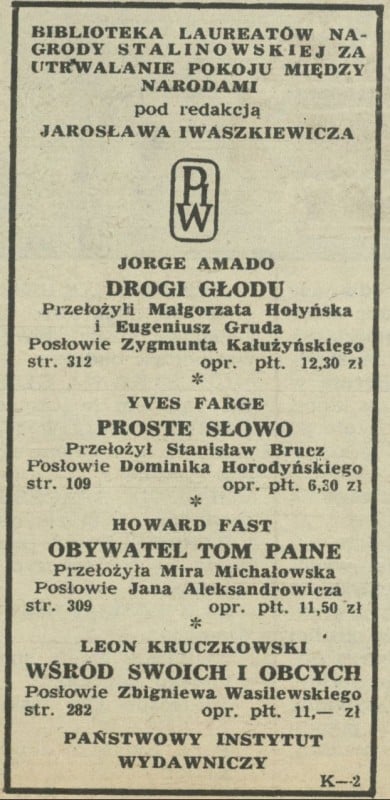 BIBLIOTEKA LAUREATÓW NA-
GRODY STALINOWSKIEJ ZA
UTRWALANIE POKOJU MIĘDZY
NARODAMI
pod redakcją
JAROSŁAWA IWASZKIEWICZA
PIW
JORGE AMADO
DROGI GŁODU
Przełożyli Małgorzata Hołyńska
i Eugeniusz Gruda
Posłowie Zygmunta Kałużyńskiego
str. 312 opr. płt. 12,30 zł
*
YVES FARGE
PROSTE SŁOWO
Przełożył Stanisław Brucz
Posłowie Dominika Horodyńskiego
str. 109 opr. płt. 6,30 zł
*
HOWARD FAST
OBYWATEL TOM PAINE
Przełożyła Mira Michałowska
Posłowie Jana Aleksandrowicza
str. 309 opr. płt. 11,50 zł
*
LEON KRUCZKOWSKI
WŚRÓD SWOICH I OBCYCH
Posłowie Zbigniewa Wasilewskiego
str. 282 opr. płt. 11,— zł
PAŃSTWOWY INSTYTUT
WYDAWNICZY
K—2